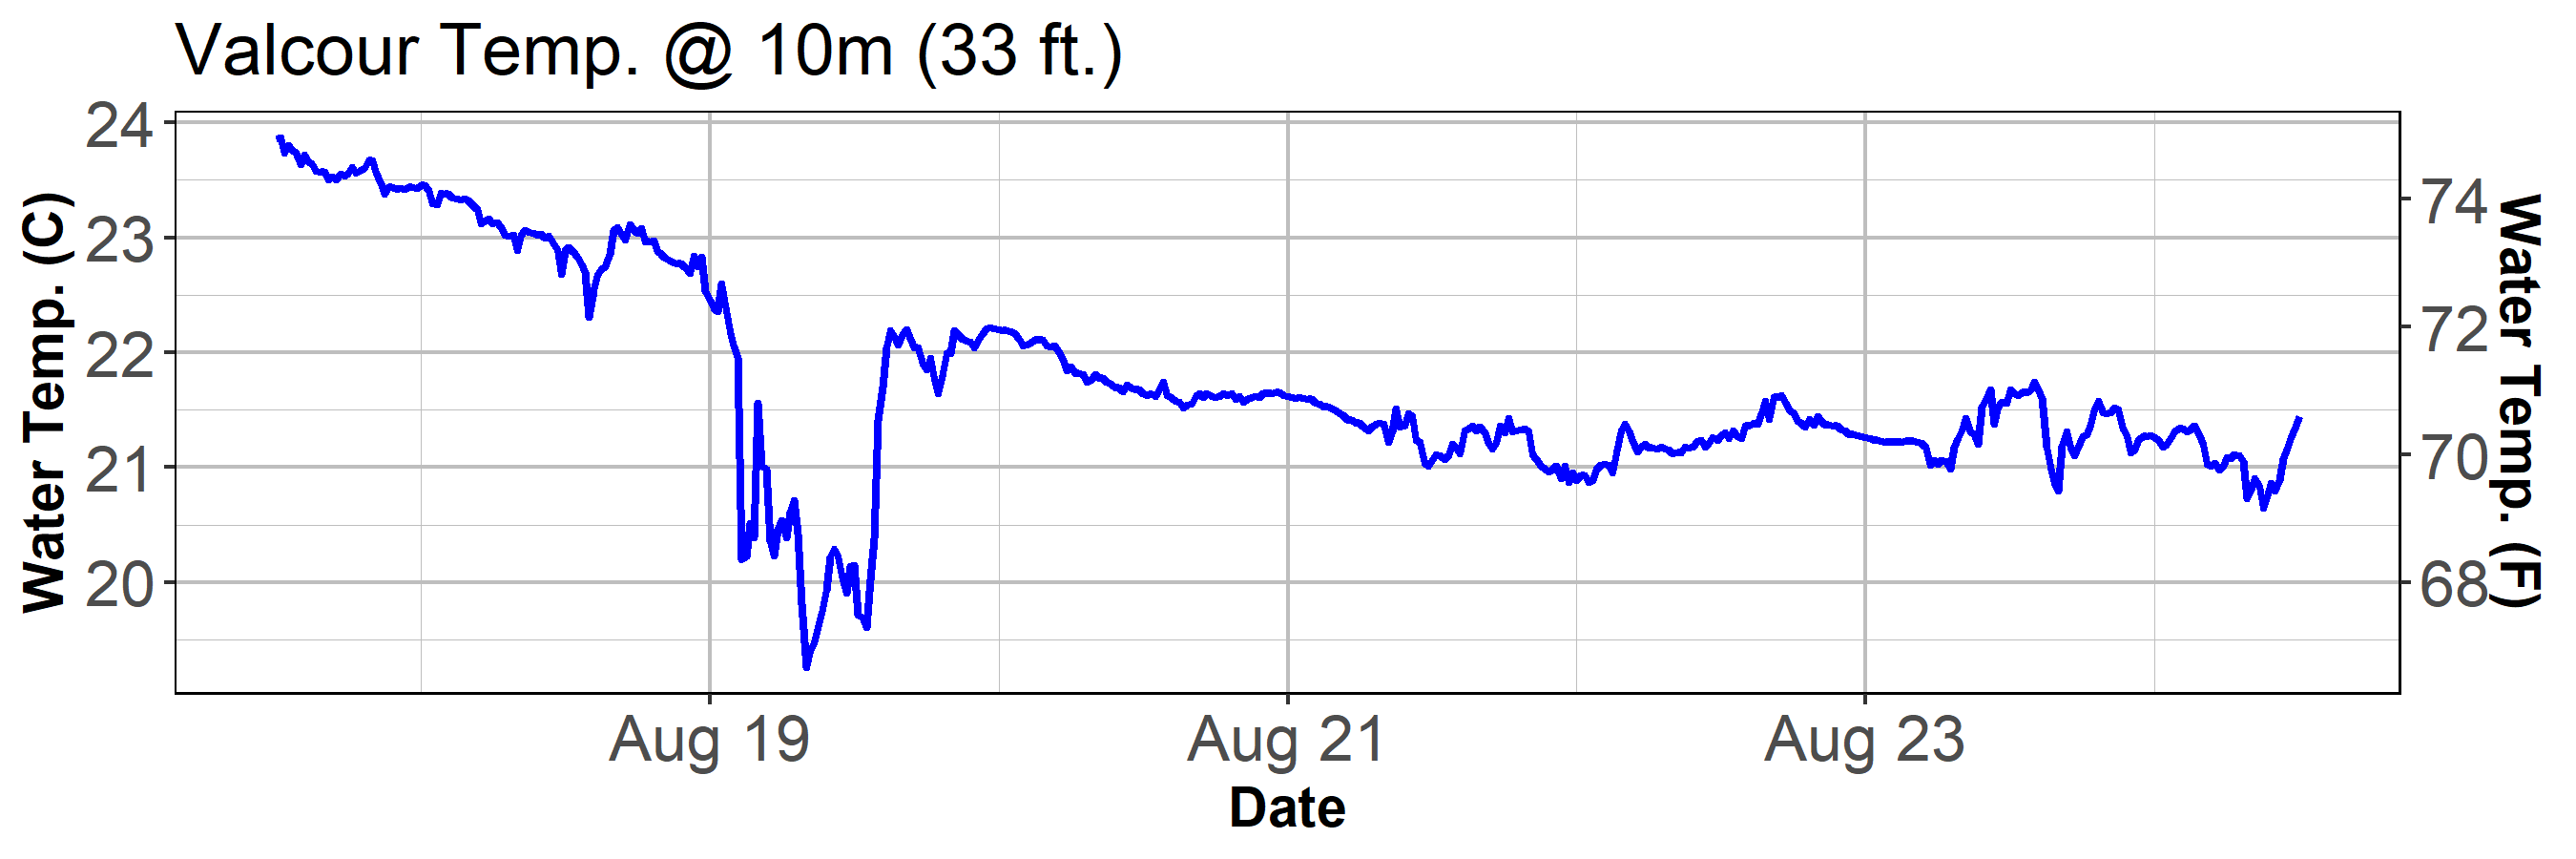 Valcour Temp. @ 10m (33 ft.)
24
23
22
21
20
Water Temp. (C)
74
72
70
68
Water Temp. (F)
Aug 19
Aug 21
Aug 23
Date